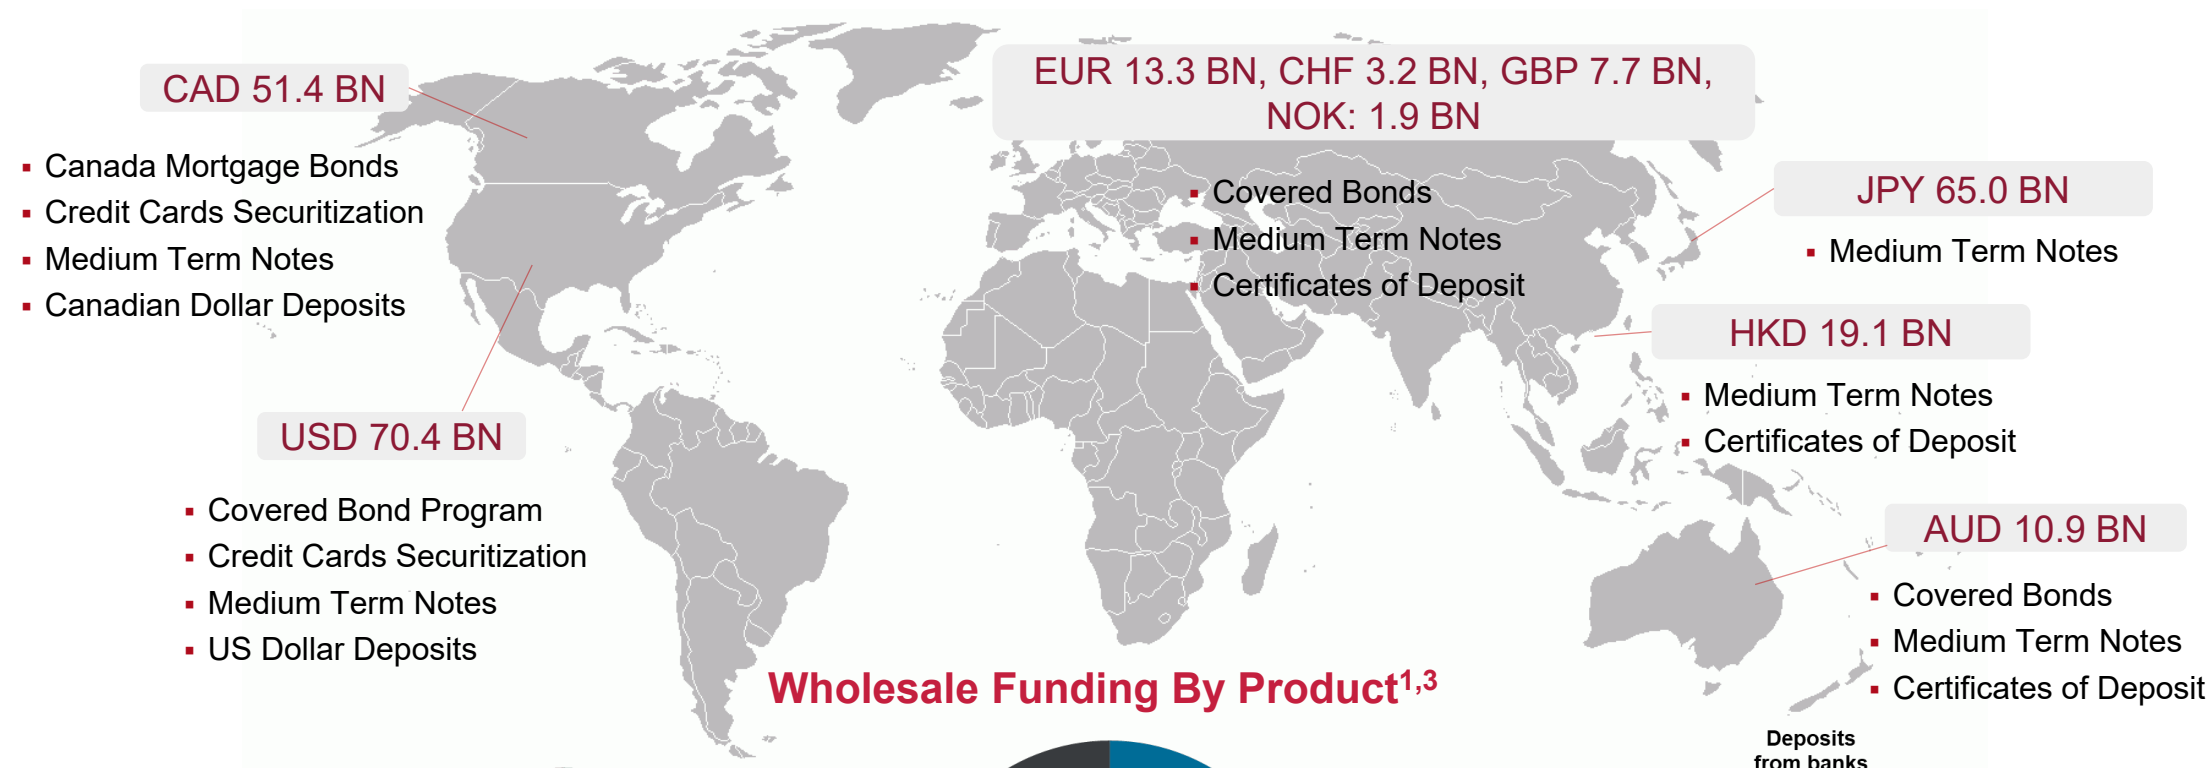 CAD 51.4 BN
▪ Canada Mortgage Bonds
▪ Credit Cards Securitization
▪ Medium Term Notes
▪ Canadian Dollar Deposits
USD 70.4 BN
▪ Covered Bond Program
▪ Credit Cards Securitization
▪ Medium Term Notes
▪ US Dollar Deposits
EUR 13.3 BN, CHF 3.2 BN, GBP 7.7 BN,
NOK: 1.9 BN
▪ Covered Bonds
▪ Medium Term Notes
▪ Certificates of Deposit
JPY 65.0 BN
▪ Medium Term Notes
HKD 19.1 BN
▪ Medium Term Notes
▪ Certificates of Deposit
AUD 10.9 BN
▪ Covered Bonds
▪ Medium Term Notes
▪ Certificates of Deposit
Wholesale Funding By Product1,3
Deposits
from banks